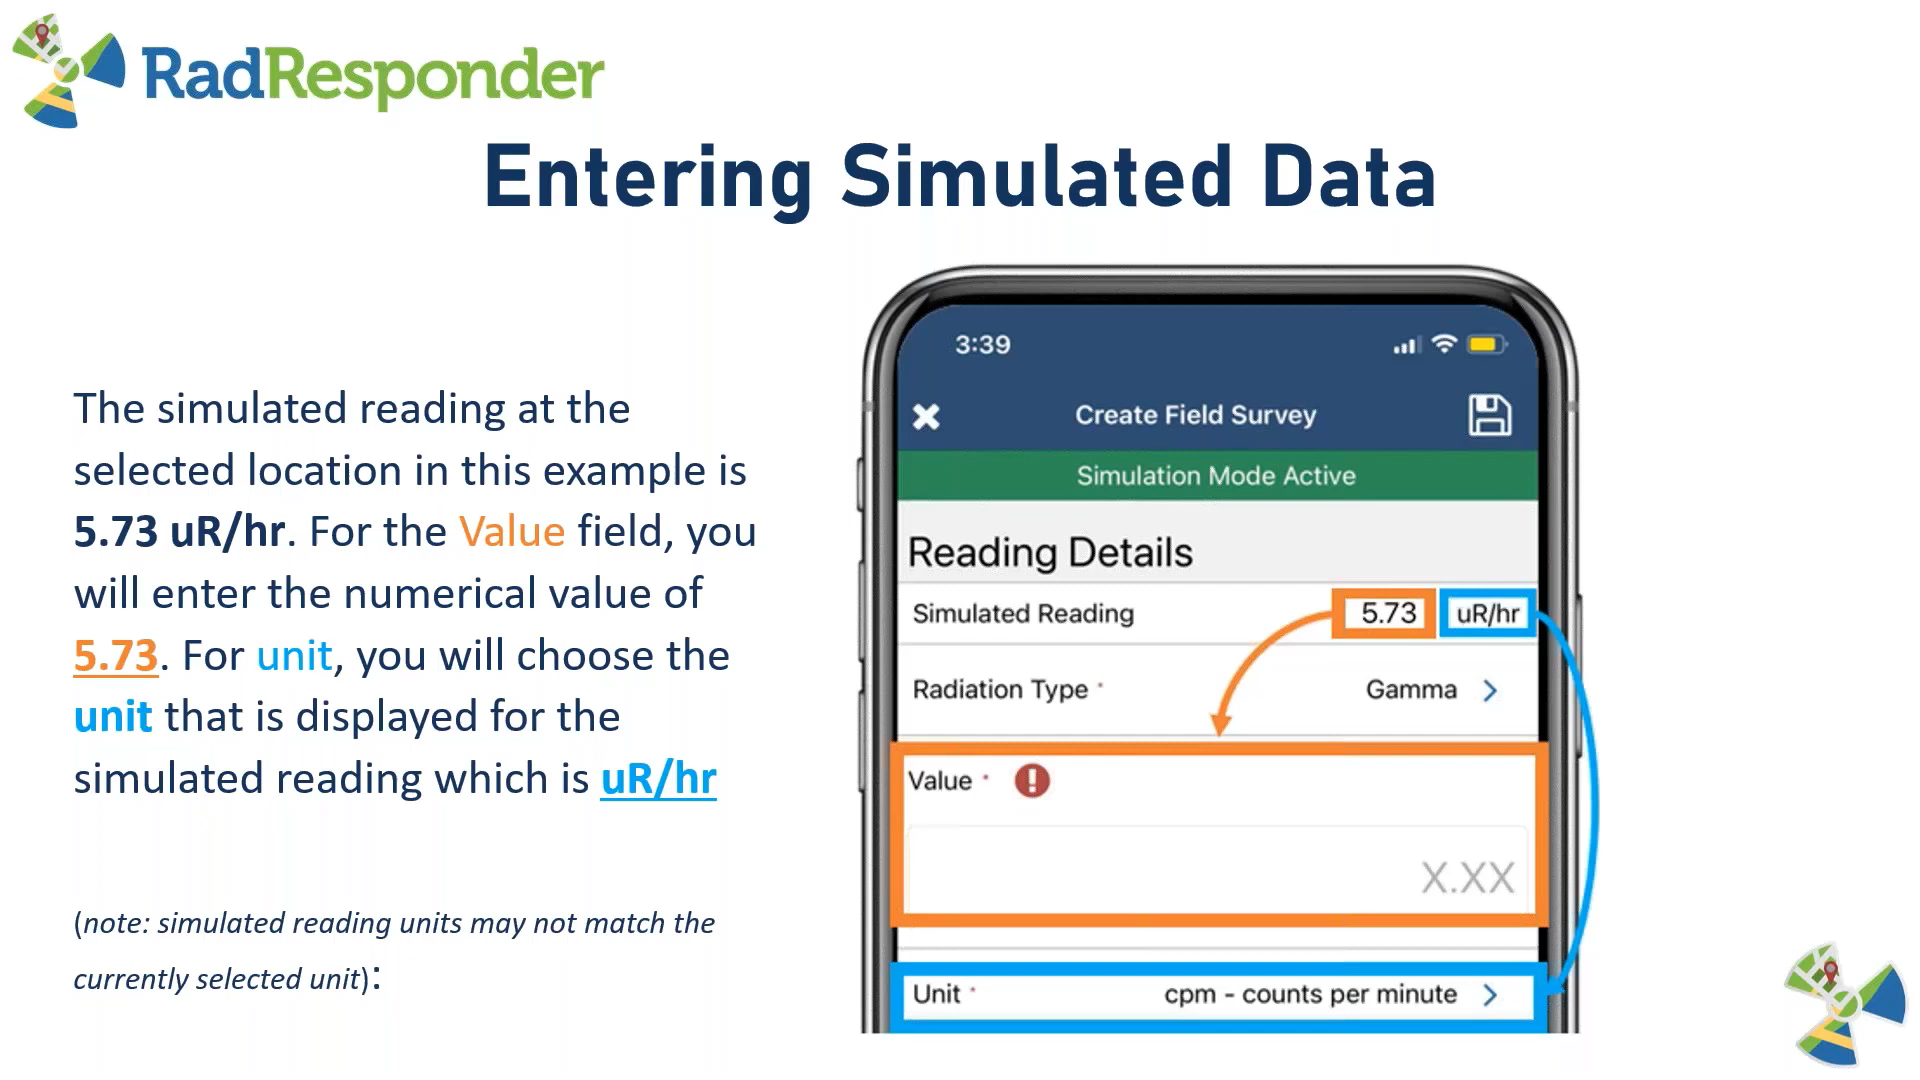 RadResponder
Entering Simulated Data
The simulated reading at the
selected location in this example is
5.73 uR/hr. For the Value field, you
will enter the numerical value of
5.73. For unit, you will choose the
unit that is displayed for the
simulated reading which is uR/hr
(note: simulated reading units may not match the
currently selected unit):
3:39
Create Field Survey
Simulation Mode Active
Reading Details
Simulated Reading 5.73 uR/hr
Radiation Type * Gamma
Value *
X.XX
Unit * cpm - counts per minute